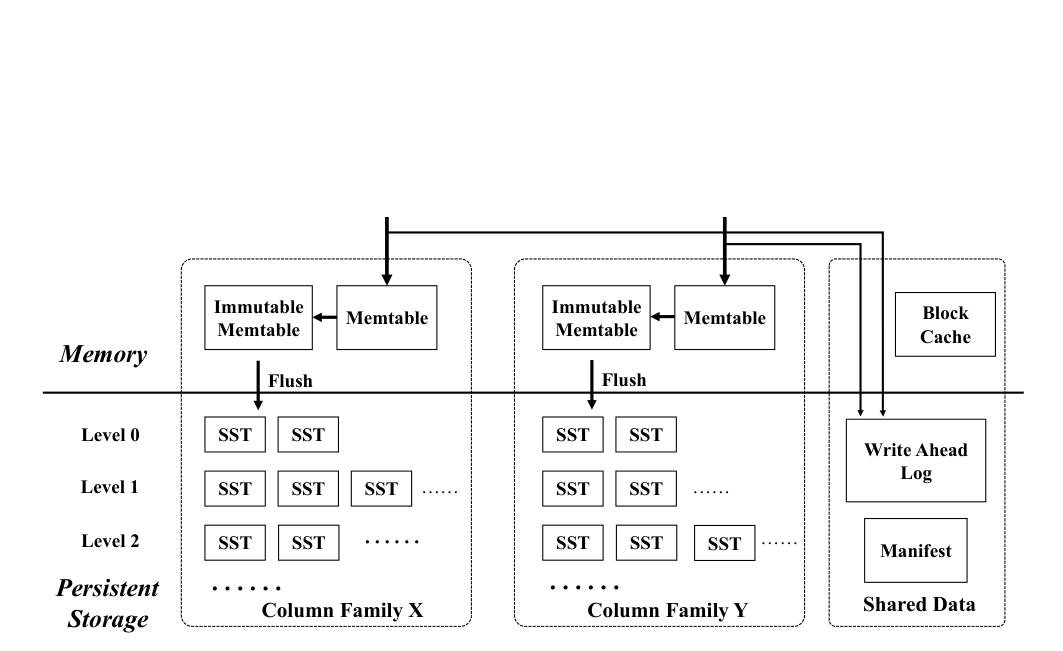 Immutable
Memtable
Memtable
Immutable
Memtable
Memtable
Block
Cache
Memory
Flush
Flush
Level 0
SST
SST
SST
SST
Write Ahead
Log
Level 1
SST
SST
SST
......
SST
SST
......
Level 2
SST
SST
......
SST
SST
SST
......
Manifest
Persistent
Storage
......
......
Column Family X
Column Family Y
Shared Data